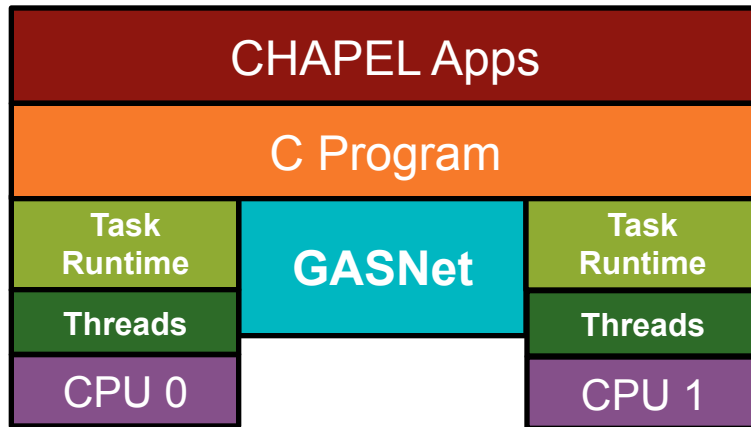 CHAPEL Apps
C Program
Task
Runtime
GASNet
Task
Runtime
Threads
Threads
CPU 0
CPU 1